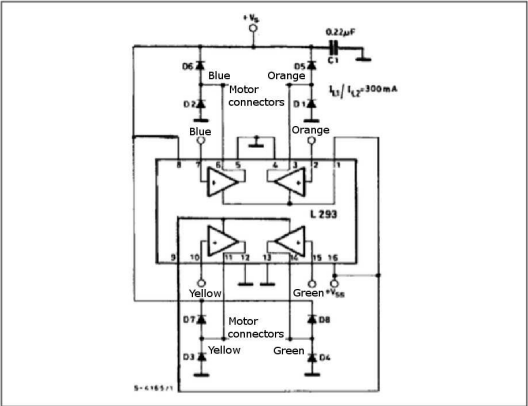 +Vs
0.22µF
C1
D6 Blue Orange D5
Motor connectors
D2 D1
IL1/ IL2=300mA
Blue Orange
8 7 6 5 4 3 2 1
L 293
9 10 11 12 13 14 15 16
Yellow Green +Vss
D7 Motor connectors D8
Yellow Green
D3 D4
S-4165/1